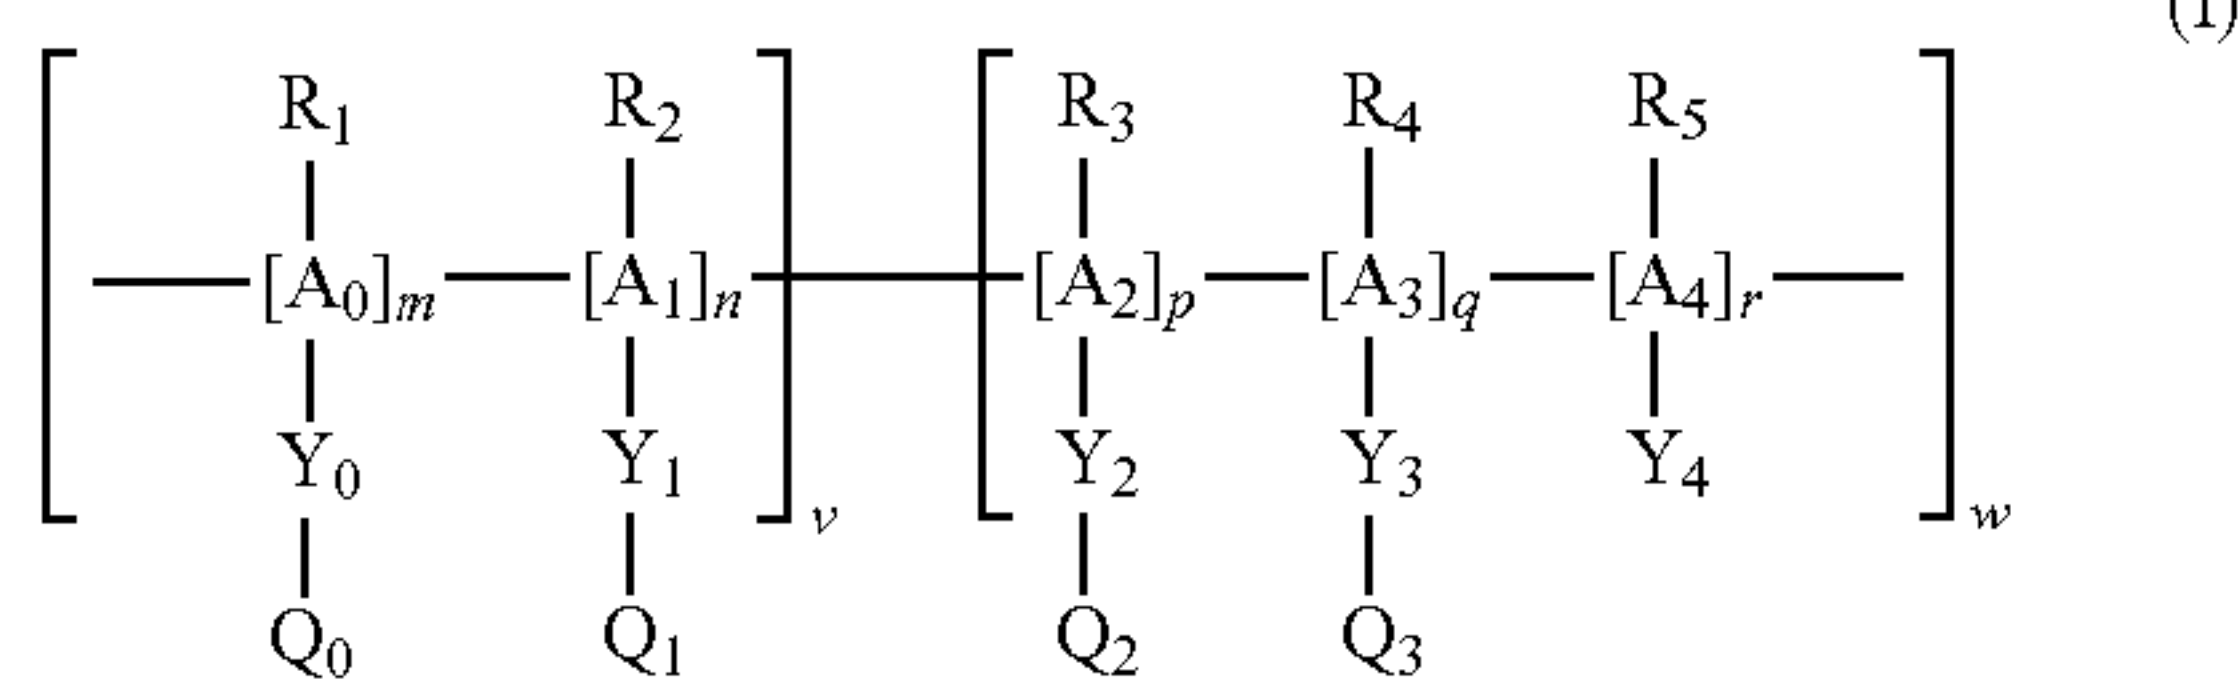 (1)
R1 R2 R3 R4 R5
[A0]m [A1]n [A2]p [A3]q [A4]r
Y0 Y1 Y2 Y3 Y4
v w
Q0 Q1 Q2 Q3